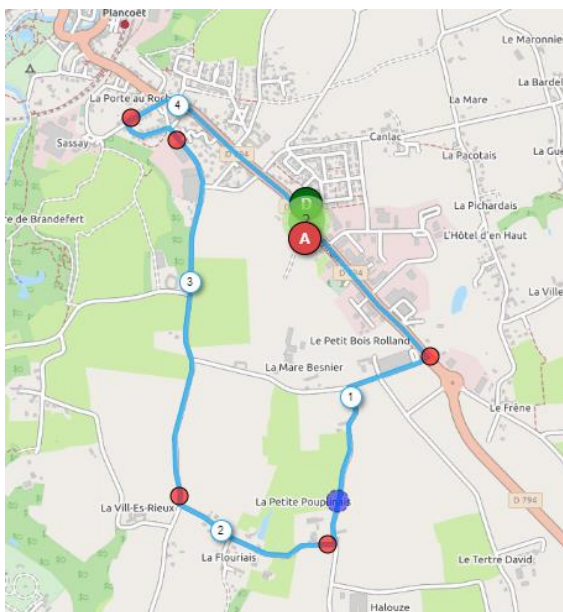 Plancoët
Le Maronnier
La Bardel
La Porte au Roch
4
La Mare
Sassay
D 794
Canlac
La Pacotais
La Gue
D
La Pichardais
re de Brandefert
A
L'Hôtel d'en Haut
D 794
3
La Ville
Le Petit Bois Rolland
La Mare Besnier
1
Le Frêne
La Petite Poupinais
D 794
La Vill-Es-Rieux
2
La Flouriais
Le Tertre David
Halouze